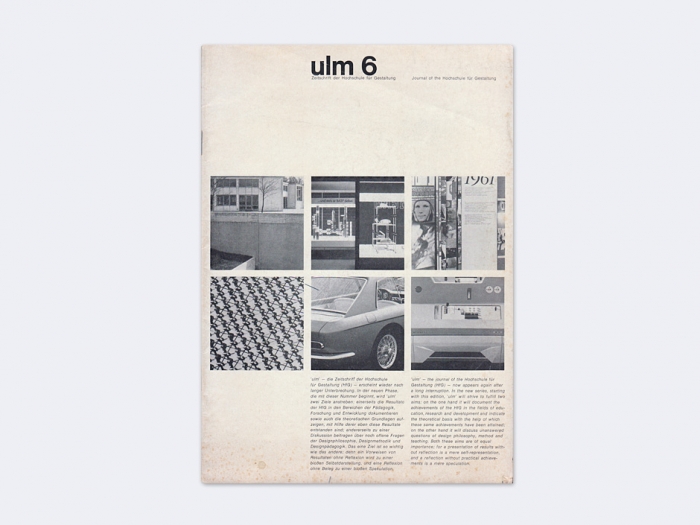 ulm 6
Zeitschrift der Hochschule für Gestaltung
Journal of the Hochschule für Gestaltung
1961
'ulm' – die Zeitschrift der Hochschule
für Gestaltung (HfG) – erscheint wieder nach
langer Unterbrechung. In der neuen Phase,
die mit dieser Nummer beginnt, wird 'ulm'
zwei Ziele anstreben: einerseits die Resultate
der HfG in den Bereichen der Pädagogik,
Forschung und Entwicklung dokumentieren
sowie auch die theoretischen Grundlagen auf-
zeigen, mit Hilfe derer eben diese Resultate
entstanden sind; andererseits zu einer
Diskussion beitragen über noch offene Fragen
der Designphilosophie, Designmethodik und
Designpädagogik. Das eine Ziel ist so wichtig
wie das andere; denn ein Vorweisen von
Resultaten ohne Reflexion wird zu einer
bloßen Selbstdarstellung, und eine Reflexion
ohne Bezug zu einer bloßen Spekulation.
'ulm' – the journal of the Hochschule für
Gestaltung (HfG) – now appears again after
a long interruption. In the new series, starting
with this edition, 'ulm' will strive to fulfill two
aims: on the one hand it will document the
achievements of the HfG in the fields of edu-
cation, research and development and indicate
the theoretical basis with the help of which
these same achievements have been attained;
on the other hand it will discuss unanswered
questions of design philosophy, method and
teaching. Both these aims are of equal
importance: for a presentation of results with-
out reflection is a mere self-representation,
and a reflection without practical achieve-
ments is a mere speculation.